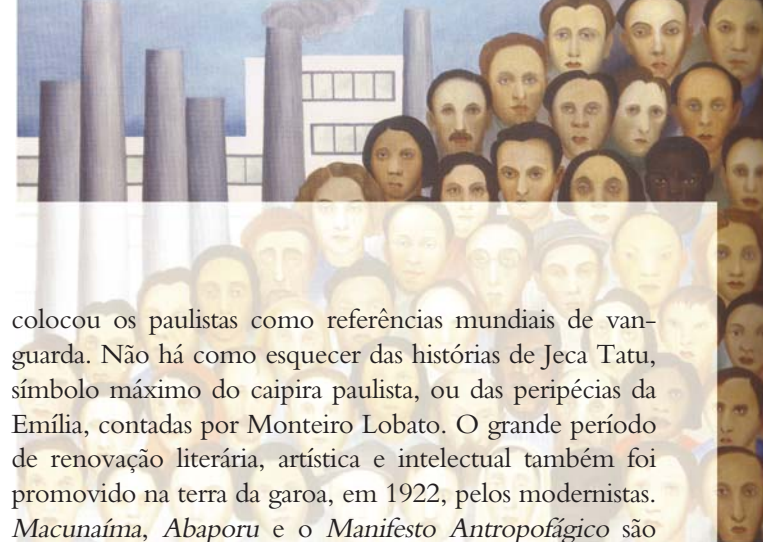 colocou os paulistas como referências mundiais de van-
guarda. Não há como esquecer das histórias de Jeca Tatu,
símbolo máximo do caipira paulista, ou das peripécias da
Emília, contadas por Monteiro Lobato. O grande período
de renovação literária, artística e intelectual também foi
promovido na terra da garoa, em 1922, pelos modernistas.
Macunaíma, Abaporu e o Manifesto Antropofágico são